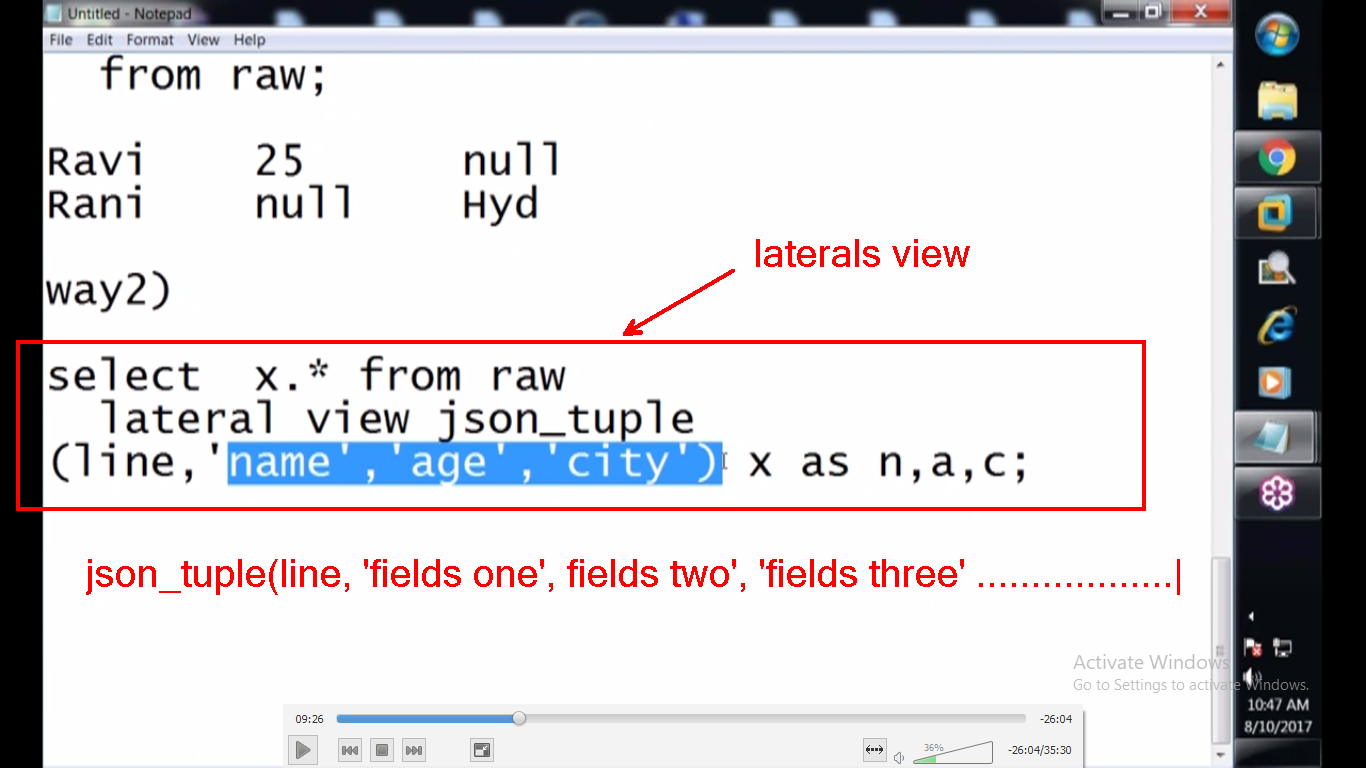 Untitled - Notepad
File Edit Format View Help
from raw;
Ravi 25 null
Rani null Hyd
laterals view
way2)
select x.* from raw
lateral view json_tuple
(line,'name','age','city') x as n,a,c;
json_tuple(line, 'fields one', fields two', 'fields three' ..................|
Activate Windows
Go to Settings to activate Windows.
10:47 AM
8/10/2017
09:26 -26:04
36% -26:04/35:30